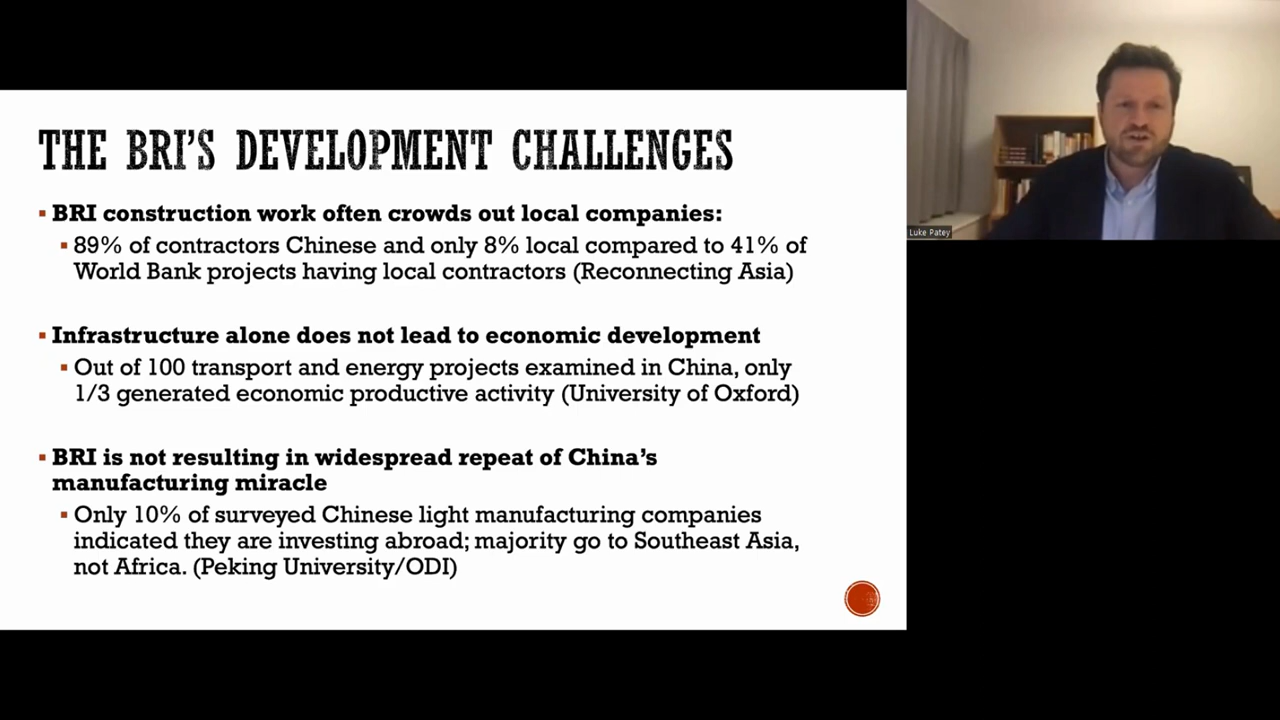 THE BRI'S DEVELOPMENT CHALLENGES
▪ BRI construction work often crowds out local companies:
▪ 89% of contractors Chinese and only 8% local compared to 41% of
World Bank projects having local contractors (Reconnecting Asia)
▪ Infrastructure alone does not lead to economic development
▪ Out of 100 transport and energy projects examined in China, only
1/3 generated economic productive activity (University of Oxford)
▪ BRI is not resulting in widespread repeat of China's
manufacturing miracle
▪ Only 10% of surveyed Chinese light manufacturing companies
indicated they are investing abroad; majority go to Southeast Asia,
not Africa. (Peking University/ODI)
Luke Patey